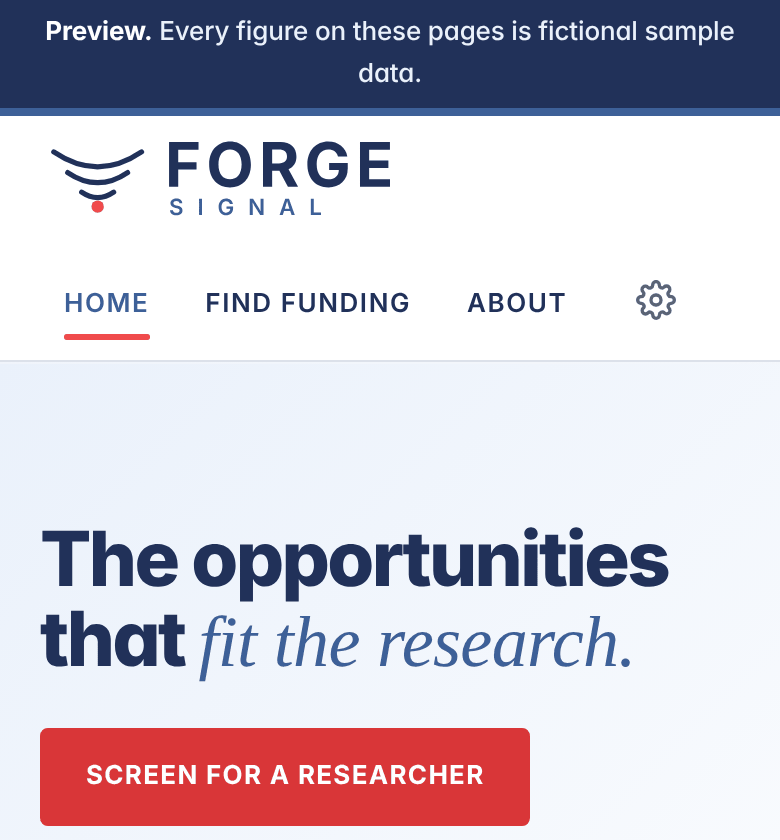 Preview. Every figure on these pages is fictional sample
data.
FORGE
SIGNAL
HOME FIND FUNDING ABOUT
The opportunities
that fit the research.
SCREEN FOR A RESEARCHER